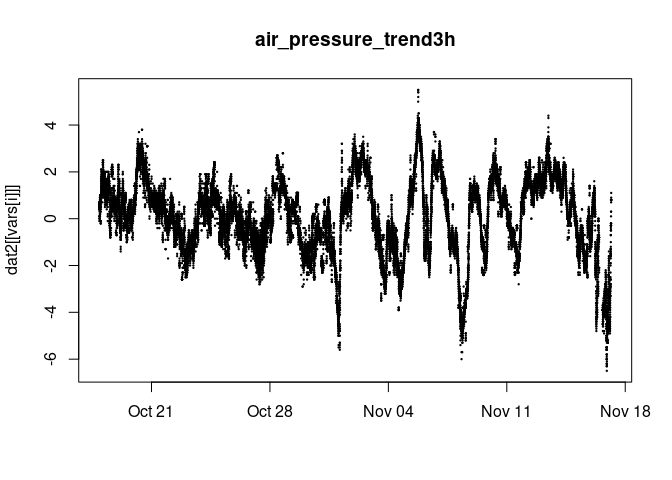 air_pressure_trend3h
dat2[[vars[i]]]
4
2
0
-2
-4
-6
Oct 21 Oct 28 Nov 04 Nov 11 Nov 18